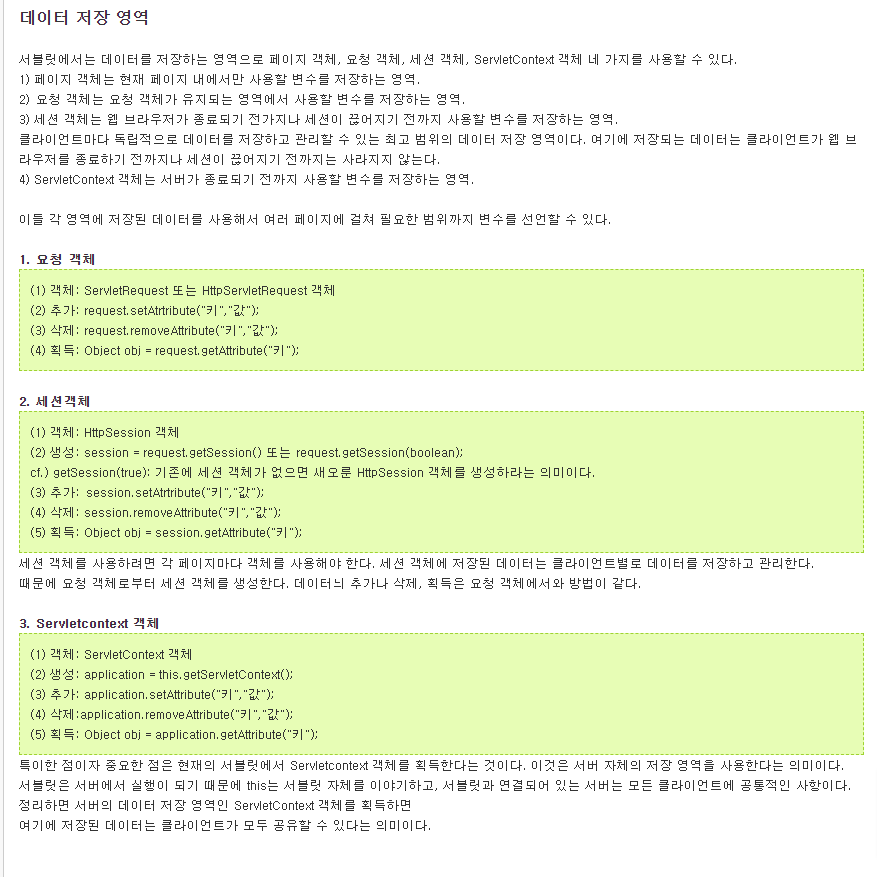 데이터 저장 영역
서블릿에서는 데이터를 저장하는 영역으로 페이지 객체, 요청 객체, 세션 객체, ServletContext 객체 네 가지를 사용할 수 있다.
1) 페이지 객체는 현재 페이지 내에서만 사용할 변수를 저장하는 영역.
2) 요청 객체는 요청 객체가 유지되는 영역에서 사용할 변수를 저장하는 영역.
3) 세션 객체는 웹 브라우저가 종료되기 전가지나 세션이 끊어지기 전까지 사용할 변수를 저장하는 영역.
클라이언트마다 독립적으로 데이터를 저장하고 관리할 수 있는 최고 범위의 데이터 저장 영역이다. 여기에 저장되는 데이터는 클라이언트가 웹 브
라우저를 종료하기 전까지나 세션이 끊어지기 전까지는 사라지지 않는다.
4) ServletContext 객체는 서버가 종료되기 전까지 사용할 변수를 저장하는 영역.
이들 각 영역에 저장된 데이터를 사용해서 여러 페이지에 걸쳐 필요한 범위까지 변수를 선언할 수 있다.
1. 요청 객체
(1) 객체: ServletRequest 또는 HttpServletRequest 객체
(2) 추가: request.setAtrtribute("키","값");
(3) 삭제: request.removeAttribute("키","값");
(4) 획득: Object obj = request.getAttribute("키");
2. 세션객체
(1) 객체: HttpSession 객체
(2) 생성: session = request.getSession() 또는 request.getSession(boolean);
cf.) getSession(true): 기존에 세션 객체가 없으면 새오룬 HttpSession 객체를 생성하라는 의미이다.
(3) 추가: session.setAtrtribute("키","값");
(4) 삭제: session.removeAttribute("키","값");
(5) 획득: Object obj = session.getAttribute("키");
세션 객체를 사용하려면 각 페이지마다 객체를 사용해야 한다. 세션 객체에 저장된 데이터는 클라이언트별로 데이터를 저장하고 관리한다.
때문에 요청 객체로부터 세션 객체를 생성한다. 데이터늬 추가나 삭제, 획득은 요청 객체에서와 방법이 같다.
3. Servletcontext 객체
(1) 객체: ServletContext 객체
(2) 생성: application = this.getServletContext();
(3) 추가: application.setAttribute("키","값");
(4) 삭제:application.removeAttribute("키","값");
(5) 획득: Object obj = application.getAttribute("키");
특이한 점이자 중요한 점은 현재의 서블릿에서 Servletcontext 객체를 획득한다는 것이다. 이것은 서버 자체의 저장 영역을 사용한다는 의미이다.
서블릿은 서버에서 실행이 되기 때문에 this는 서블릿 자체를 이야기하고, 서블릿과 연결되어 있는 서버는 모든 클라이언트에 공통적인 사항이다.
정리하면 서버의 데이터 저장 영역인 ServletContext 객체를 획득하면
여기에 저장된 데이터는 클라이언트가 모두 공유할 수 있다는 의미이다.